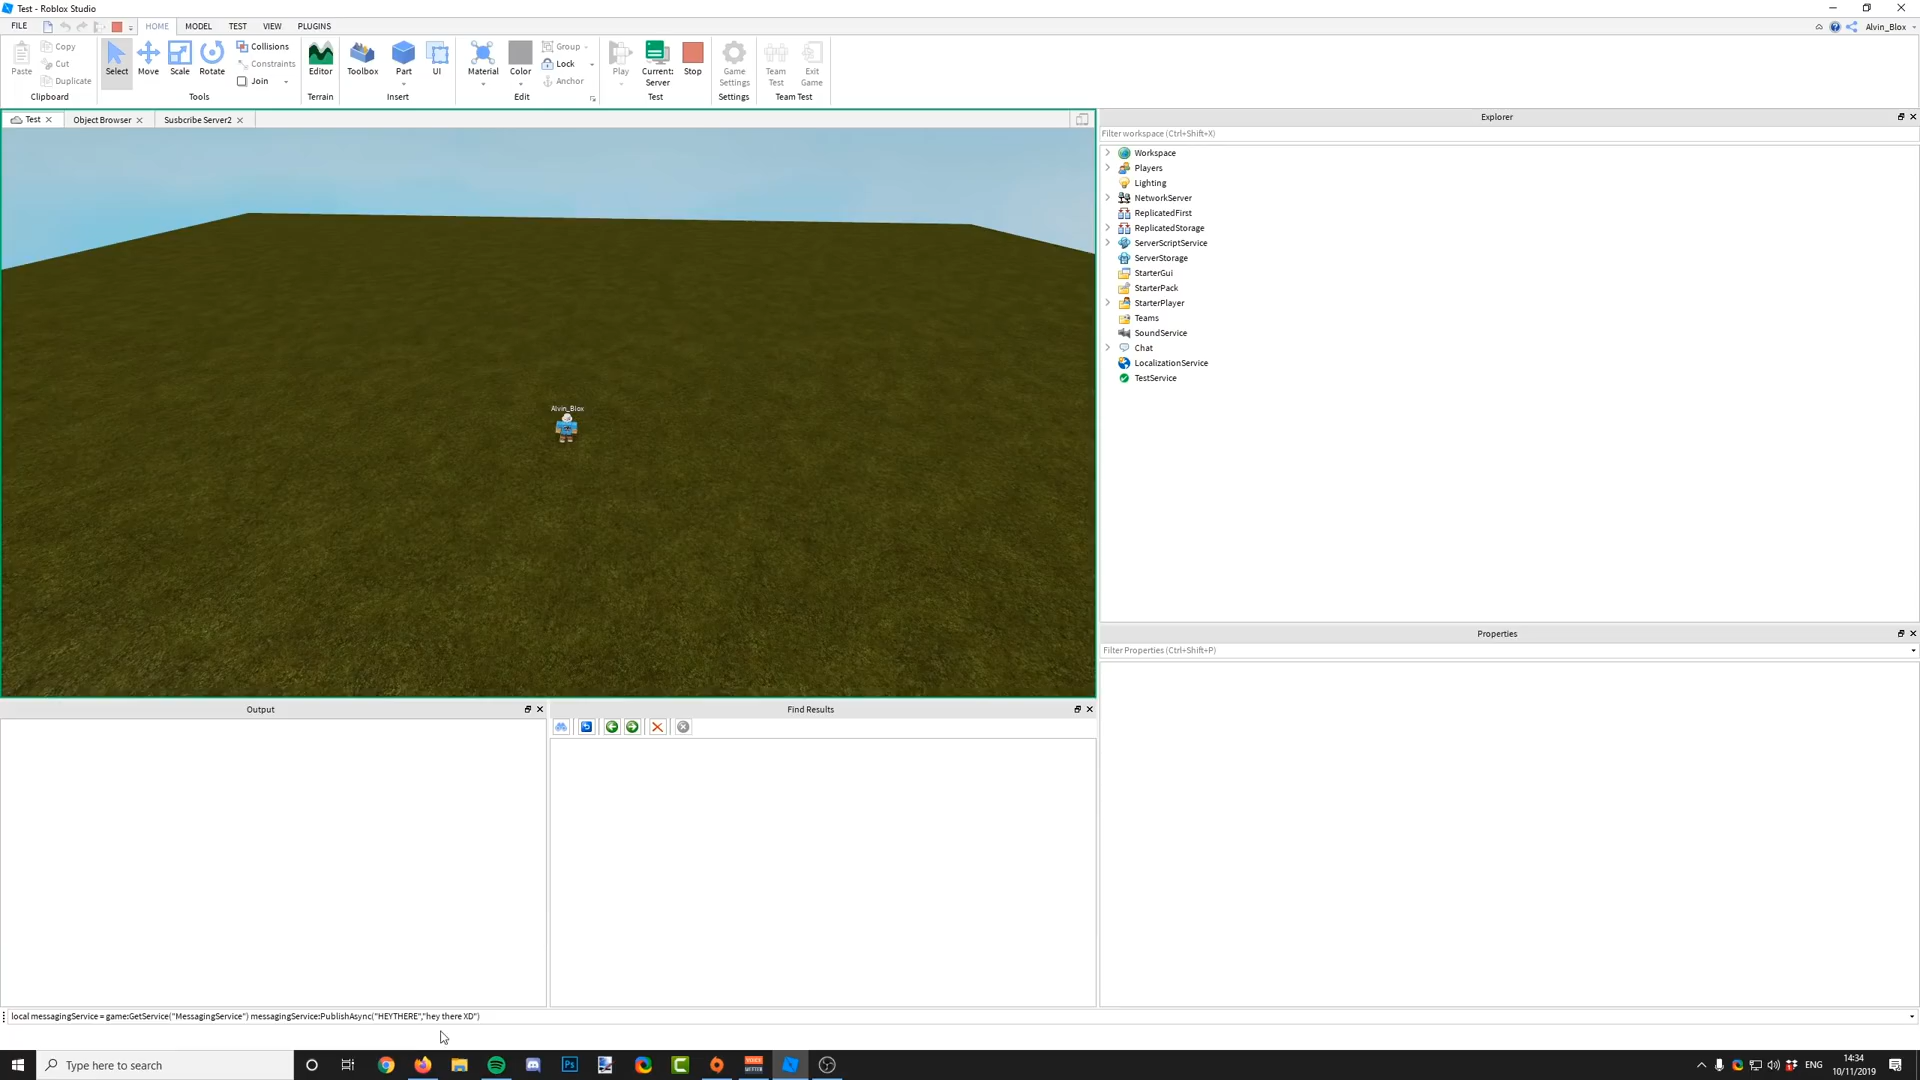 Test - Roblox Studio
FILE
HOME
MODEL
TEST
VIEW
PLUGINS
Alvin_Blox
Paste
Copy
Cut
Duplicate
Clipboard
Select
Move
Scale
Rotate
Collisions
Constraints
Join
Tools
Editor
Terrain
Toolbox
Part
UI
Insert
Material
Color
Group
Lock
Anchor
Edit
Play
Current:
Server
Stop
Test
Game
Settings
Settings
Team
Test
Exit
Game
Team Test
Test
Object Browser
Susbcribe Server2
Alvin_Blox
Explorer
Filter workspace (Ctrl+Shift+X)
Workspace
Players
Lighting
NetworkServer
ReplicatedFirst
ReplicatedStorage
ServerScriptService
ServerStorage
StarterGui
StarterPack
StarterPlayer
Teams
SoundService
Chat
LocalizationService
TestService
Properties
Filter Properties (Ctrl+Shift+P)
Output
Find Results
local messagingService = game:GetService("MessagingService") messagingService:PublishAsync("HEYTHERE","hey there XD")
Type here to search
Ps
ENG
14:34
10/11/2019